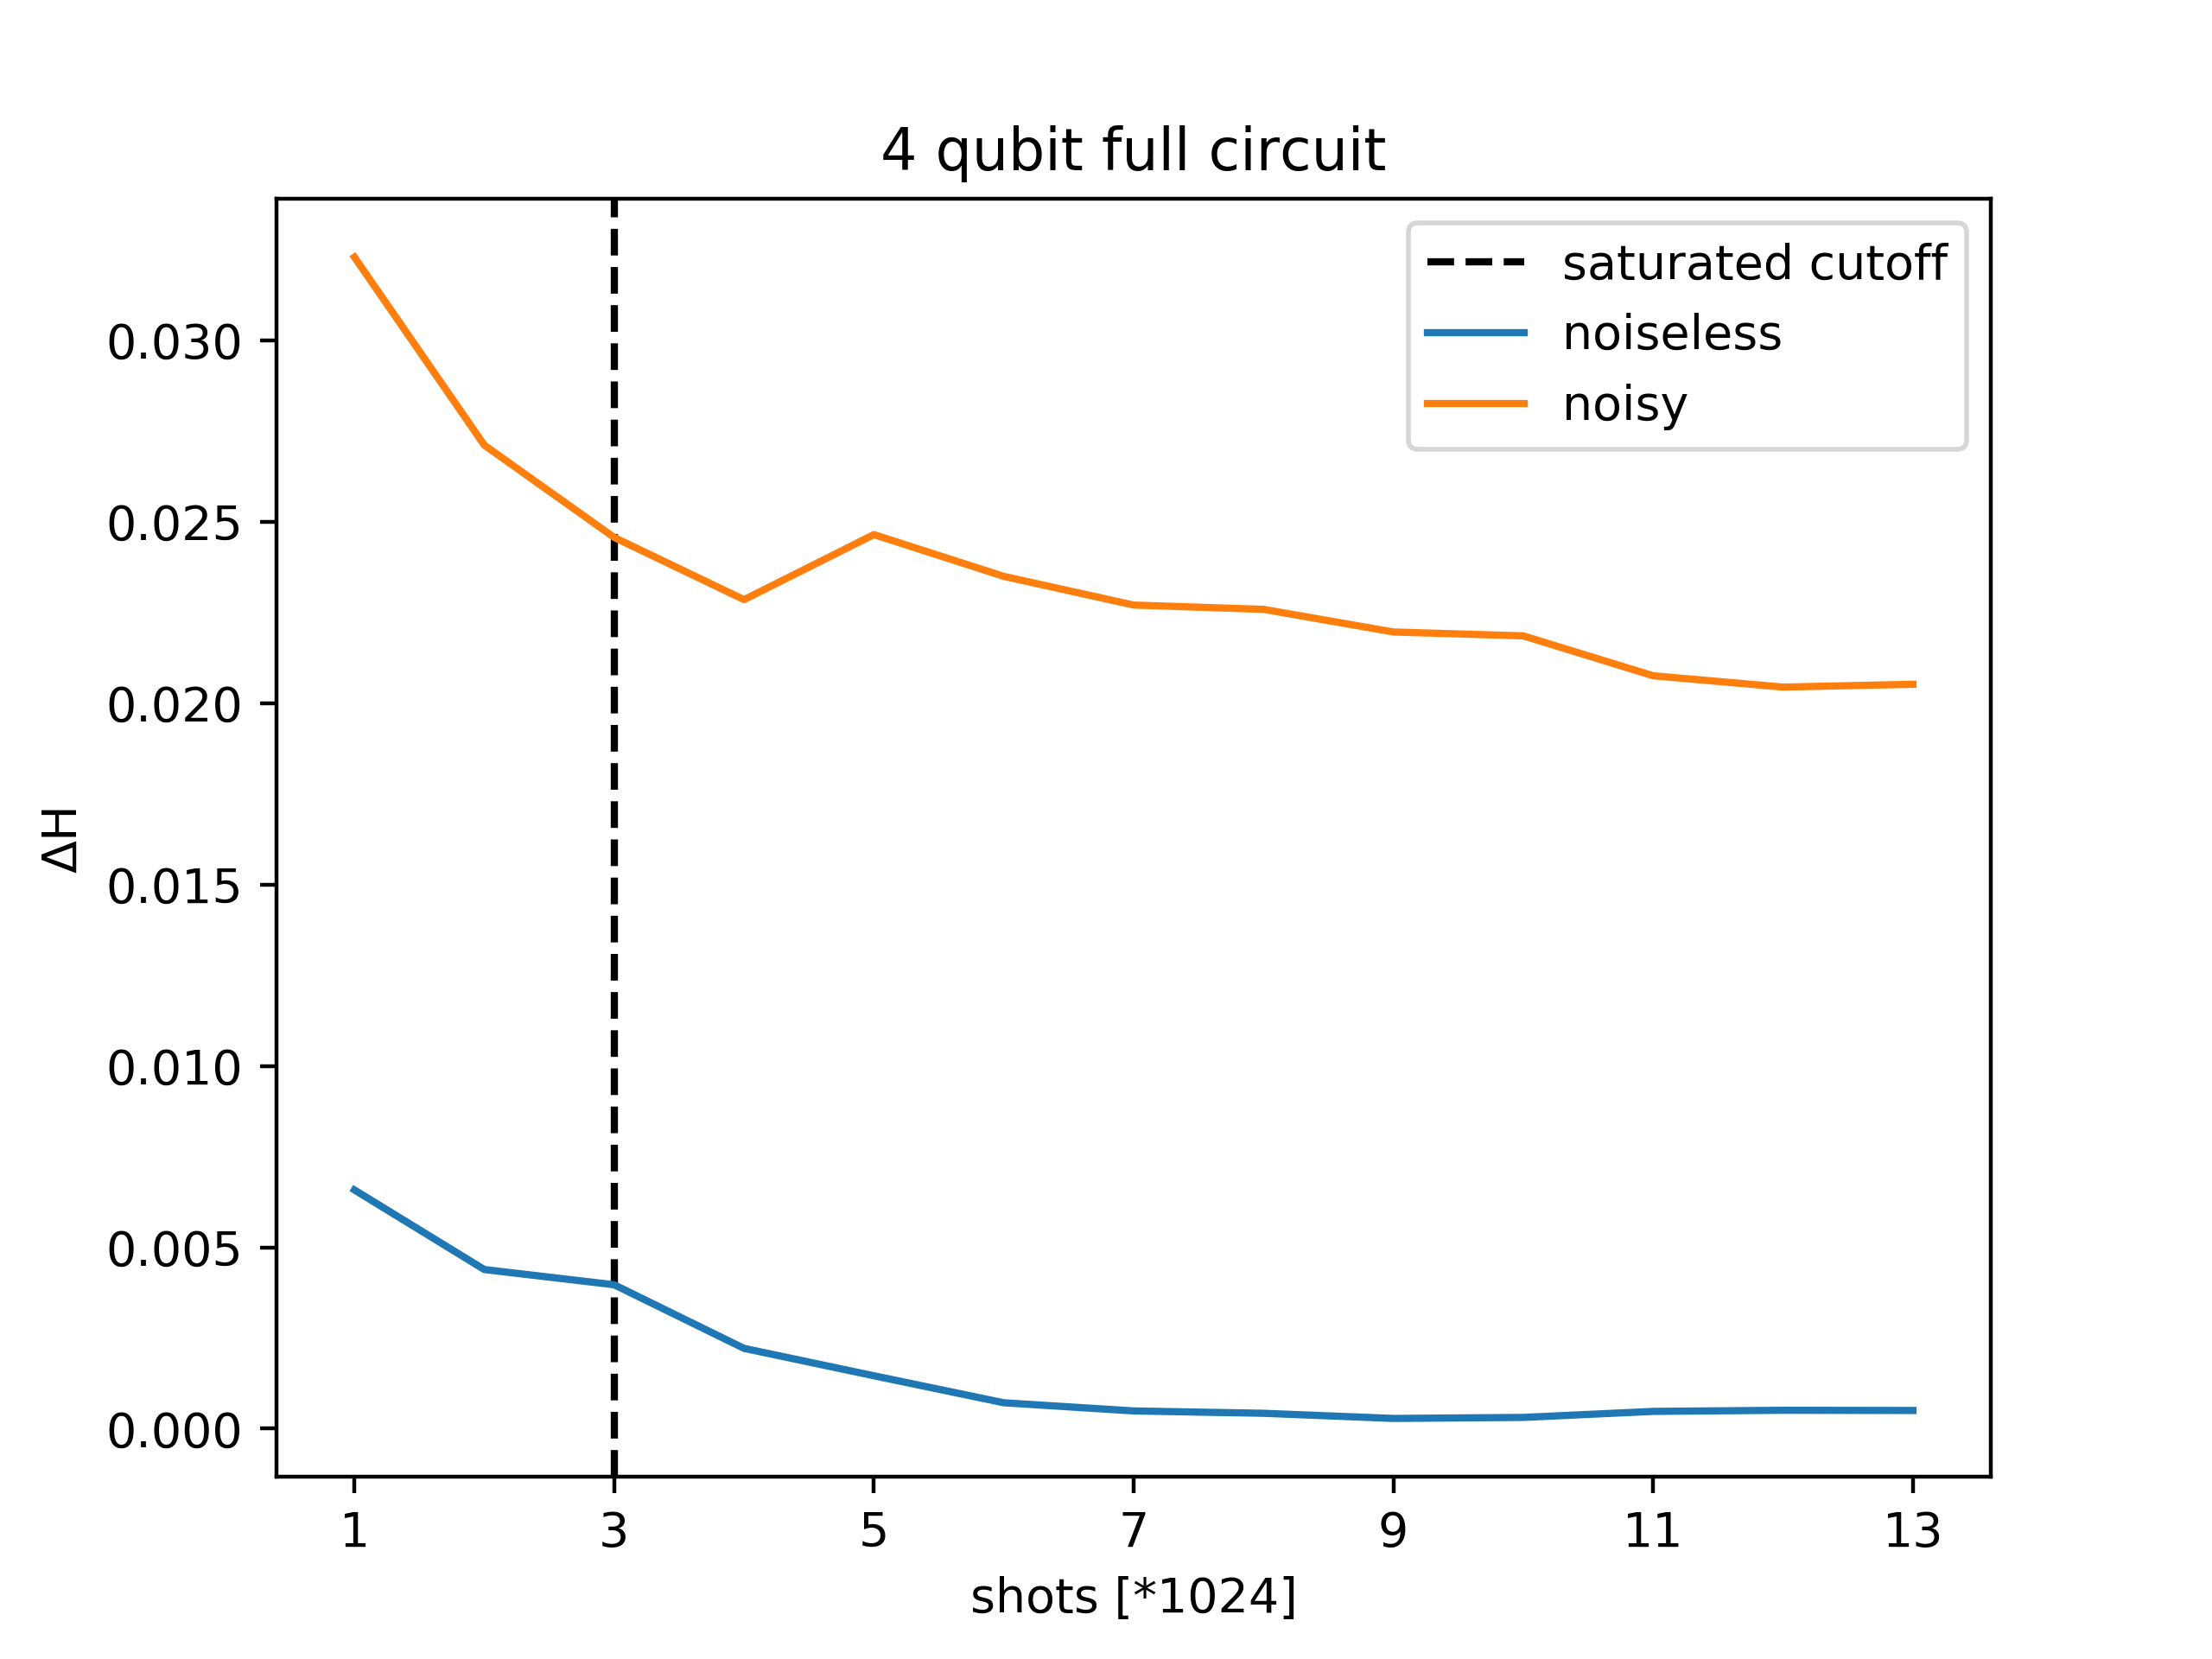 4 qubit full circuit
saturated cutoff
noiseless
noisy
0.030
0.025
0.020
0.015
0.010
0.005
0.000
ΔH
1 3 5 7 9 11 13
shots [*1024]